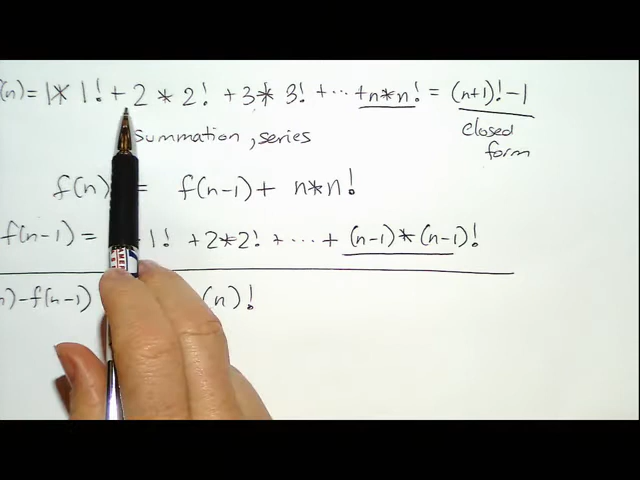 (n) = 1 * 1! + 2 * 2! + 3 * 3! + ... + n * n! = (n+1)! - 1
summation, series
closed form
f(n) = f(n-1) + n*n!
f(n-1) = 1! + 2*2! + ... + (n-1)*(n-1)!
n) - f(n-1) (n)!